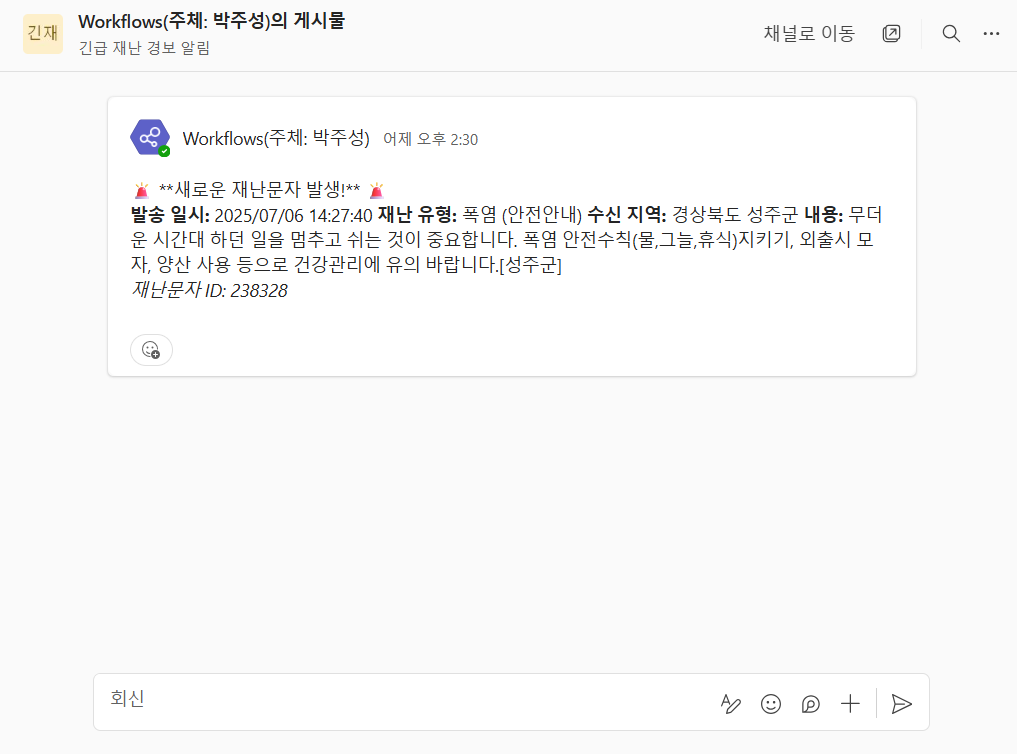 긴재
Workflows(주체: 박주성)의 게시물
긴급 재난 경보 알림
채널로 이동
Workflows(주체: 박주성) 어제 오후 2:30
🚨 **새로운 재난문자 발생!** 🚨
발송 일시: 2025/07/06 14:27:40 재난 유형: 폭염 (안전안내) 수신 지역: 경상북도 성주군 내용: 무더
운 시간대 하던 일을 멈추고 쉬는 것이 중요합니다. 폭염 안전수칙(물,그늘,휴식)지키기, 외출시 모
자, 양산 사용 등으로 건강관리에 유의 바랍니다.[성주군]
재난문자 ID: 238328
회신